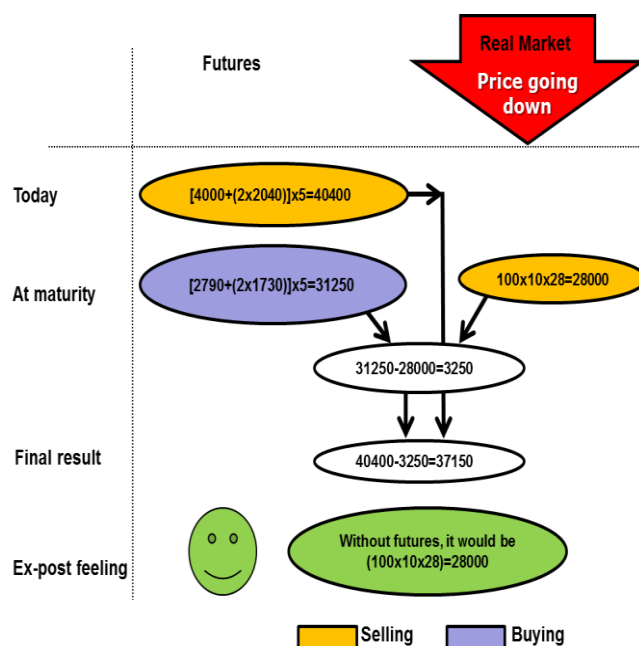 Futures
Real Market
Price going
down
Today
[4000+(2x2040)]x5=40400
At maturity
[2790+(2x1730)]x5=31250
100x10x28=28000
31250-28000=3250
Final result
40400-3250=37150
Ex-post feeling
Without futures, it would be
(100x10x28)=28000
Selling
Buying